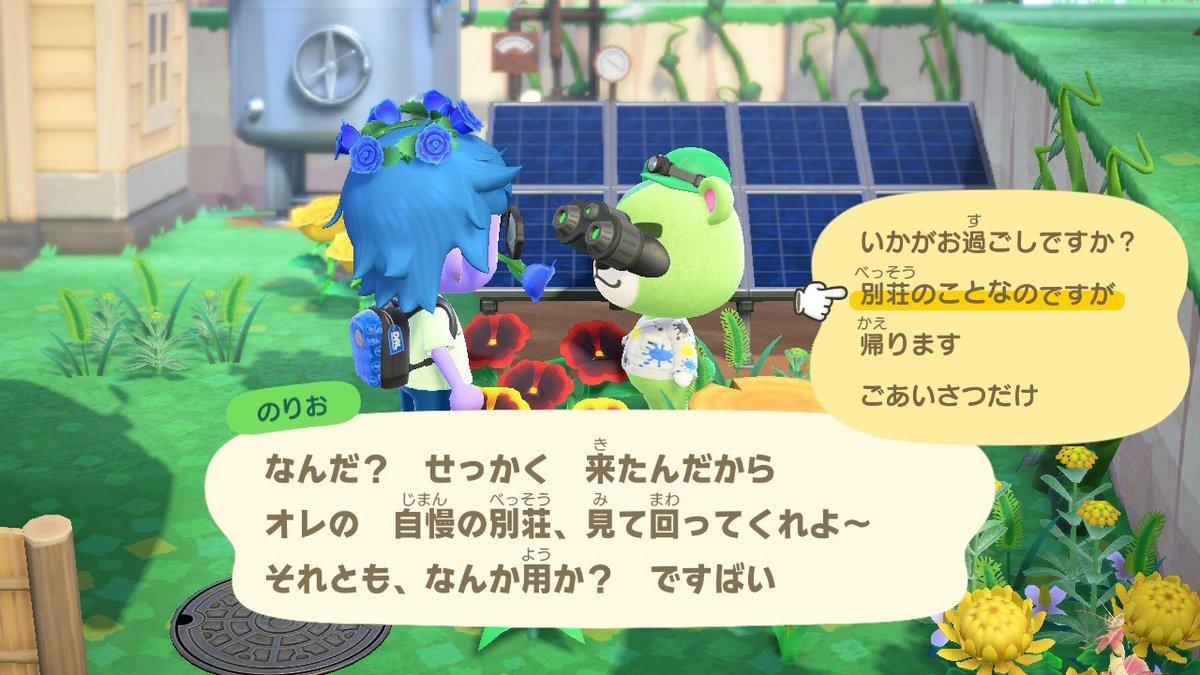 のりお
なんだ？ せっかく 来たんだから
オレの 自慢の別荘、見て回ってくれよ～
それとも、なんか用か？ ですばい
いかがお過ごしですか？
別荘のことなのですが
帰ります
ごあいさつだけ
DAL